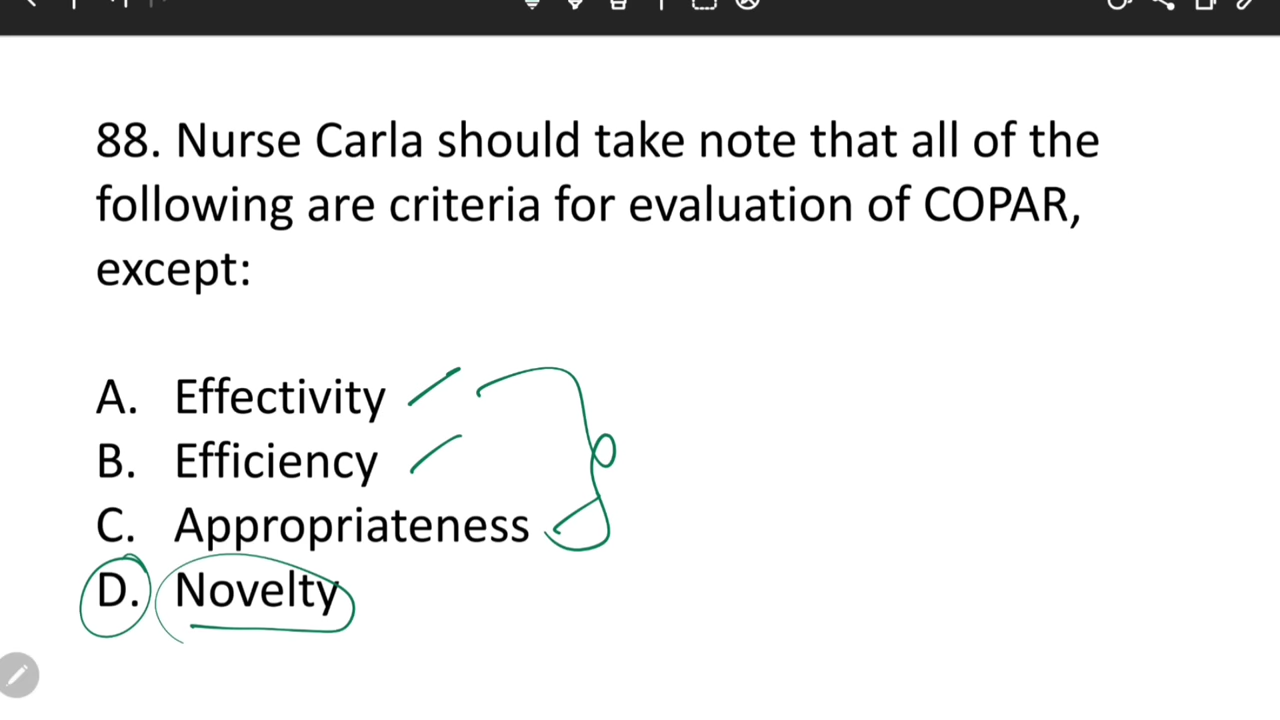 88. Nurse Carla should take note that all of the
following are criteria for evaluation of COPAR,
except:
A. Effectivity
B. Efficiency
C. Appropriateness
D. Novelty